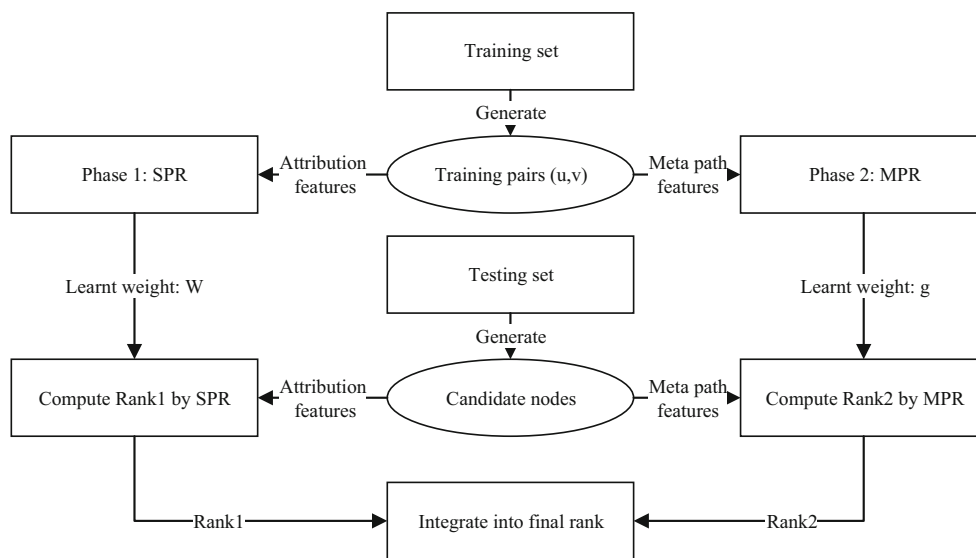 Training set
Generate
Phase 1: SPR
Attribution
features
Training pairs (u,v)
Meta path
features
Phase 2: MPR
Learnt weight: W
Testing set
Learnt weight: g
Generate
Compute Rank1 by SPR
Attribution
features
Candidate nodes
Meta path
features
Compute Rank2 by MPR
Rank1
Integrate into final rank
Rank2